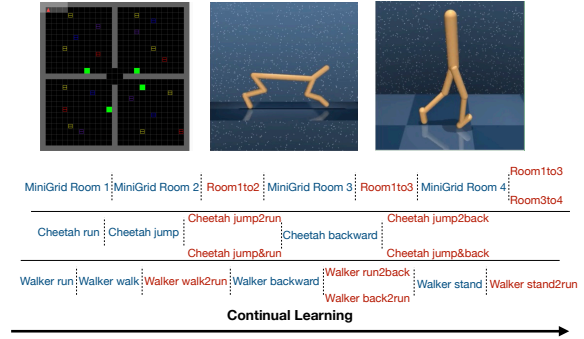 Room1to3
MiniGrid Room 1 MiniGrid Room 2 Room1to2 MiniGrid Room 3 Room1to3 MiniGrid Room 4
Room3to4
Cheetah jump2run Cheetah jump2back
Cheetah run Cheetah jump Cheetah backward
Cheetah jump&run Cheetah jump&back
Walker run Walker walk Walker walk2run Walker backward Walker run2back Walker stand Walker stand2run
Walker back2run
Continual Learning